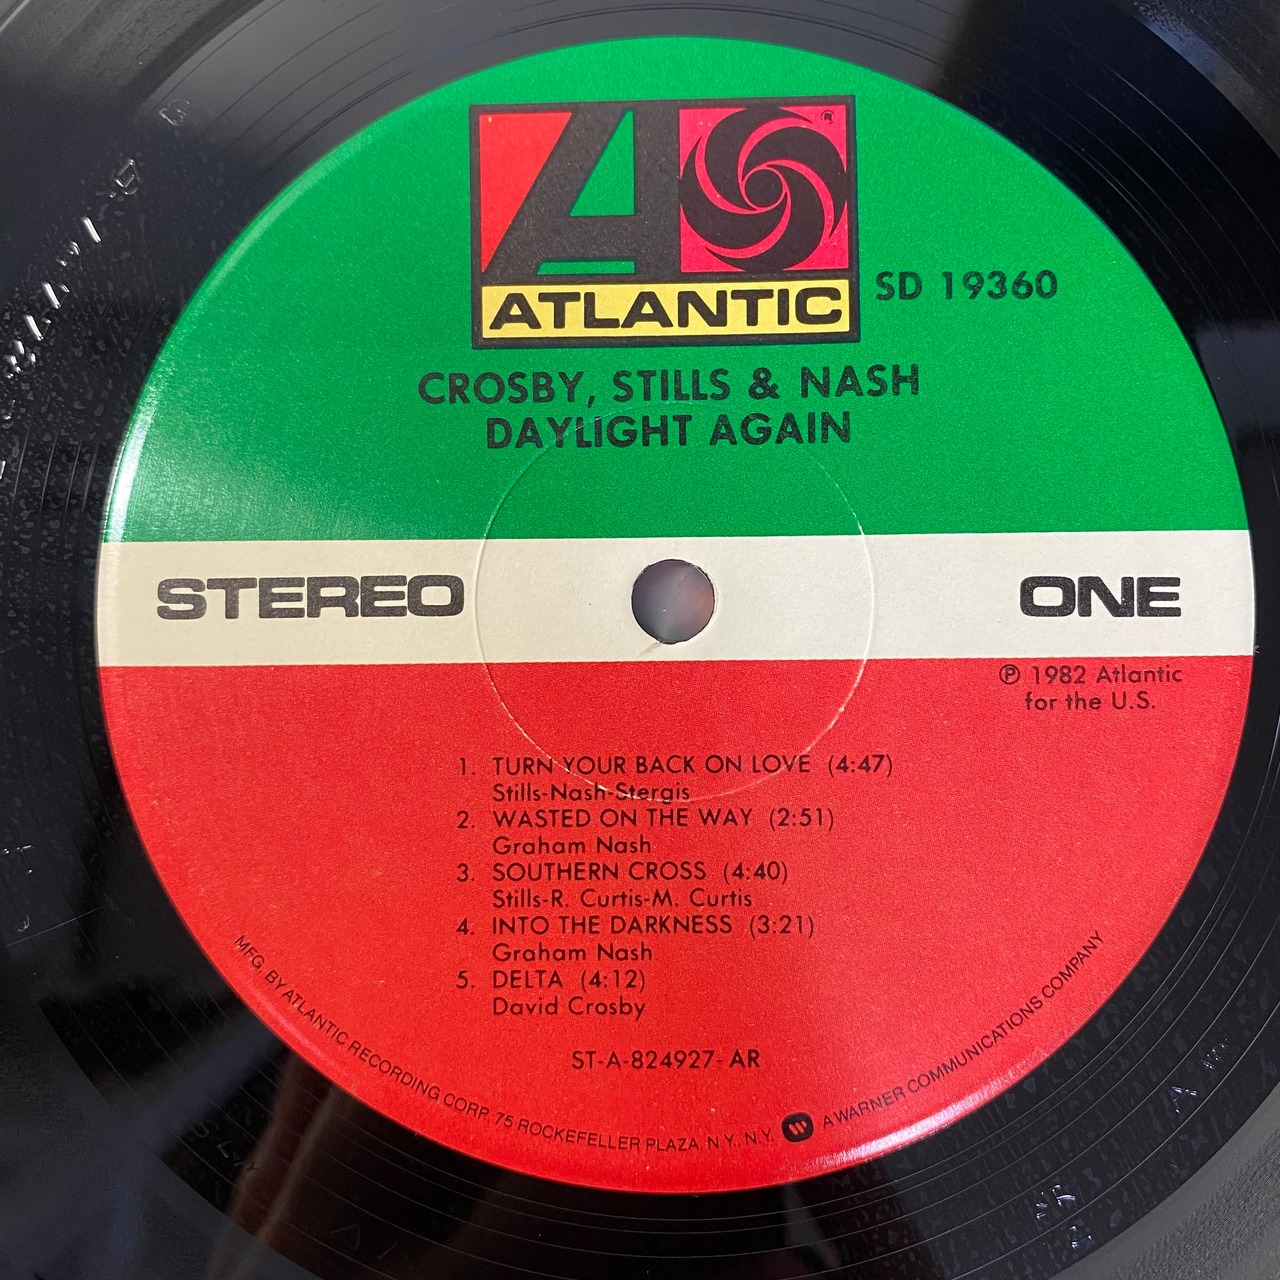 ®
ATLANTIC
SD 19360
CROSBY, STILLS & NASH
DAYLIGHT AGAIN
STEREO
ONE
℗ 1982 Atlantic
for the U.S.
1. TURN YOUR BACK ON LOVE (4:47)
Stills-Nash-Stergis
2. WASTED ON THE WAY (2:51)
Graham Nash
3. SOUTHERN CROSS (4:40)
Stills-R. Curtis-M. Curtis
4. INTO THE DARKNESS (3:21)
Graham Nash
5. DELTA (4:12)
David Crosby
ST-A-824927-AR
MFG. BY ATLANTIC RECORDING CORP. 75 ROCKEFELLER PLAZA, N.Y. N.Y. A WARNER COMMUNICATIONS COMPANY